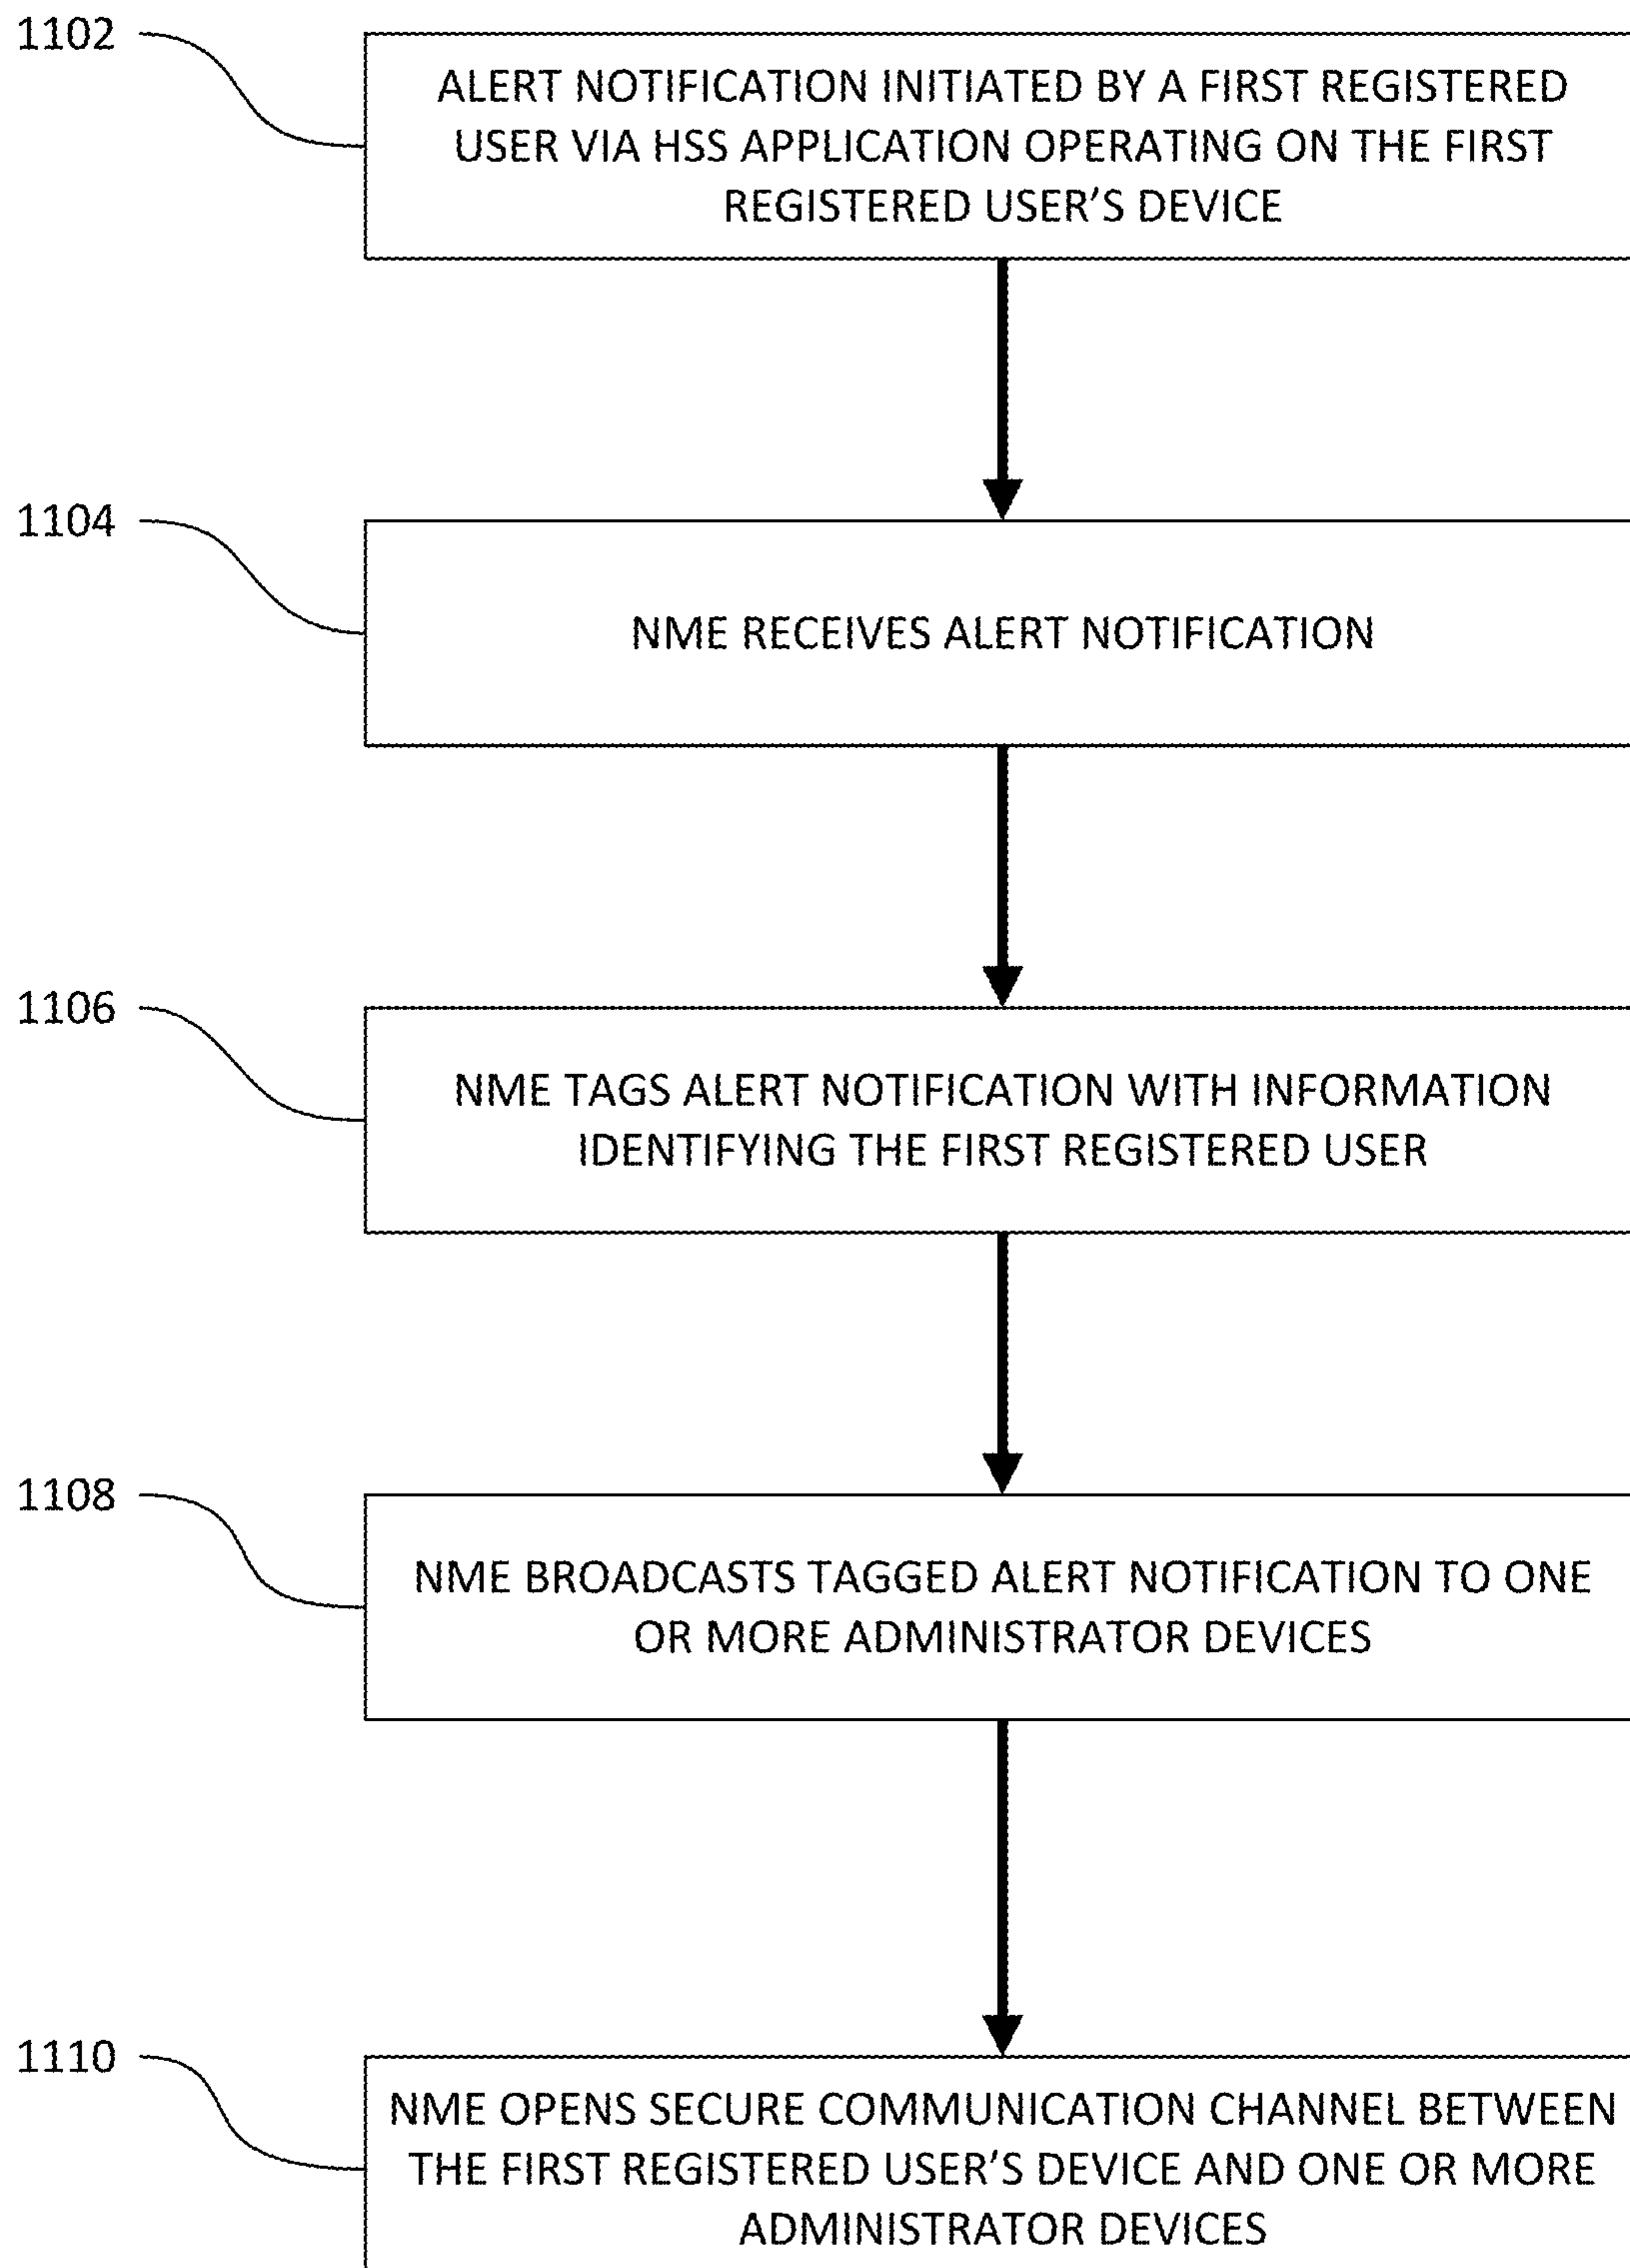 1102
ALERT NOTIFICATION INITIATED BY A FIRST REGISTERED
USER VIA HSS APPLICATION OPERATING ON THE FIRST
REGISTERED USER’S DEVICE
1104
NME RECEIVES ALERT NOTIFICATION
1106
NME TAGS ALERT NOTIFICATION WITH INFORMATION
IDENTIFYING THE FIRST REGISTERED USER
1108
NME BROADCASTS TAGGED ALERT NOTIFICATION TO ONE
OR MORE ADMINISTRATOR DEVICES
1110
NME OPENS SECURE COMMUNICATION CHANNEL BETWEEN
THE FIRST REGISTERED USER’S DEVICE AND ONE OR MORE
ADMINISTRATOR DEVICES